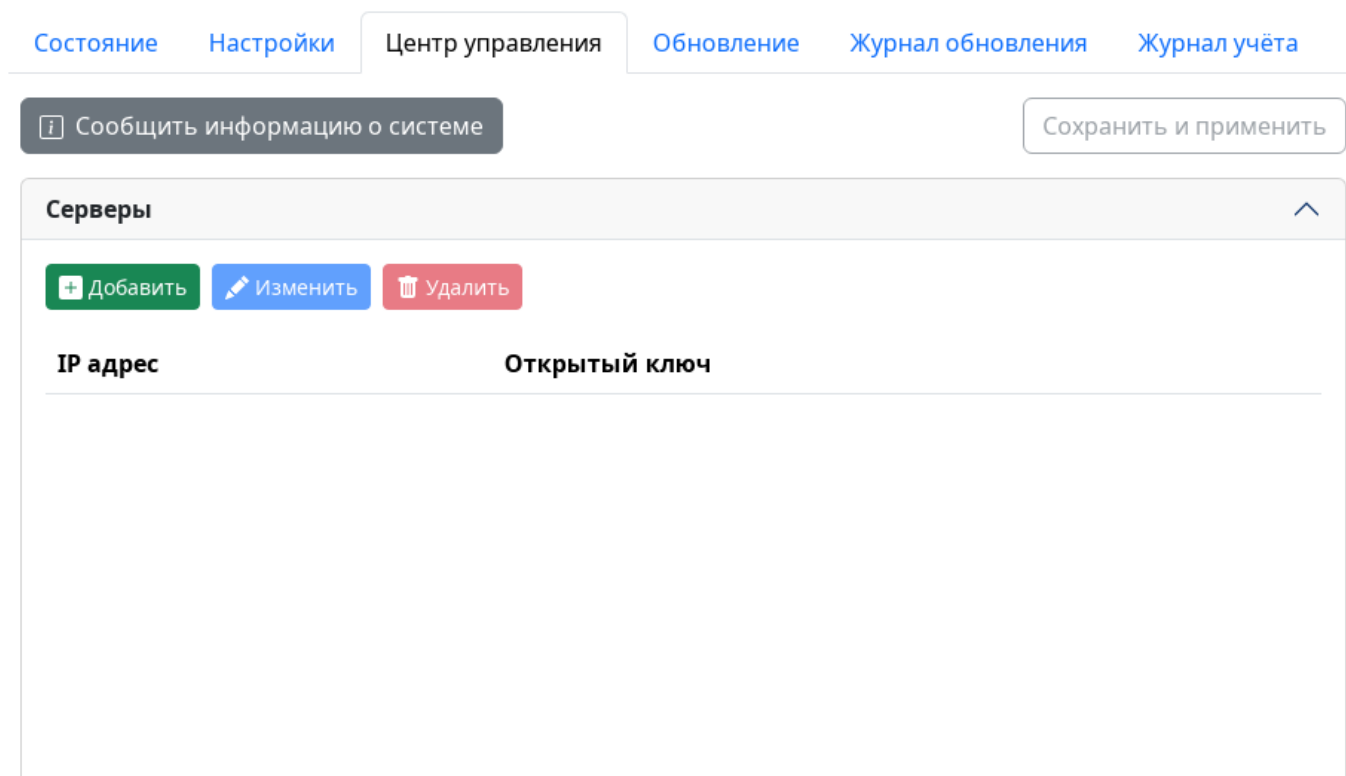 Состояние Настройки Центр управления Обновление Журнал обновления Журнал учёта
Сообщить информацию о системе Сохранить и применить
Серверы
Добавить Изменить Удалить
IP адрес Открытый ключ